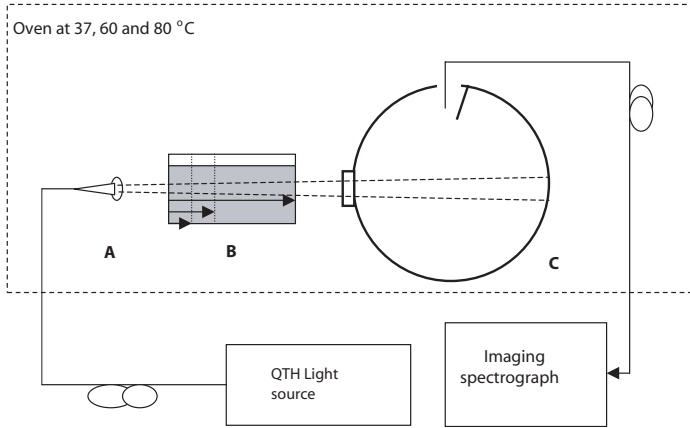 Oven at 37, 60 and 80 °C
A
B
C
QTH Light
source
Imaging
spectrograph